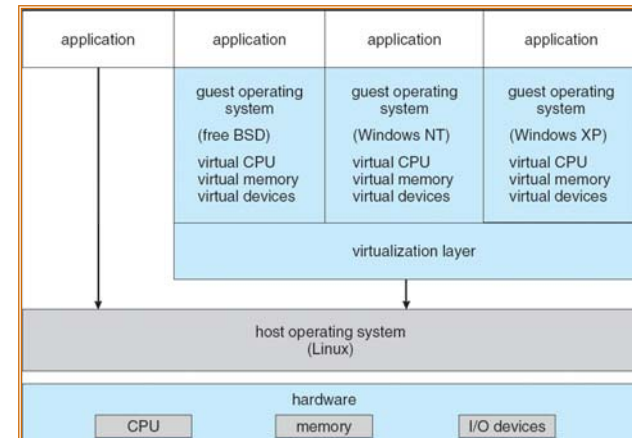 application
application
application
application
guest operating
system
(free BSD)
virtual CPU
virtual memory
virtual devices
guest operating
system
(Windows NT)
virtual CPU
virtual memory
virtual devices
guest operating
system
(Windows XP)
virtual CPU
virtual memory
virtual devices
virtualization layer
host operating system
(Linux)
hardware
CPU
memory
I/O devices